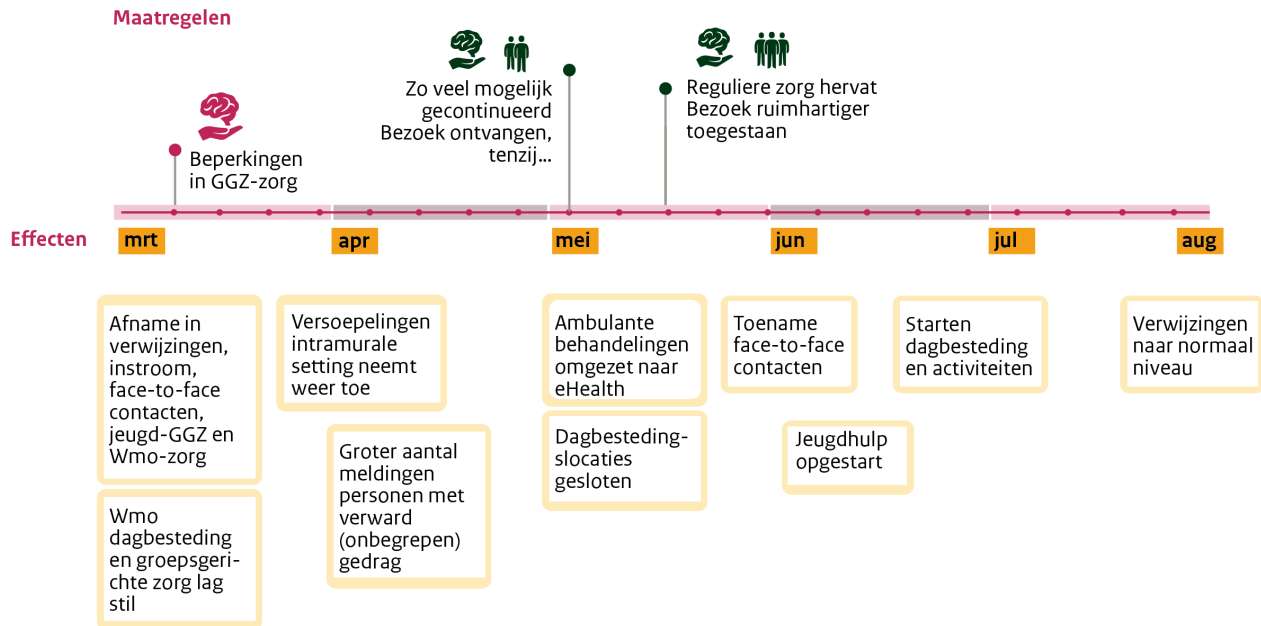 Maatregelen
Beperkingen
in GGZ-zorg
Zo veel mogelijk
gecontinueerd
Bezoek ontvangen,
tenzij...
Reguliere zorg hervat
Bezoek ruimhartiger
toegestaan
Effecten
mrt
apr
mei
jun
jul
aug
Afname in
verwijzingen,
instroom,
face-to-face
contacten,
jeugd-GGZ en
Wmo-zorg
Wmo
dagbesteding
en groepsgeri-
chte zorg lag
stil
Versoepelingen
intramurale
setting neemt
weer toe
Groter aantal
meldingen
personen met
verward
(onbegrepen)
gedrag
Ambulante
behandelingen
omgezet naar
eHealth
Dagbesteding-
slocaties
gesloten
Toename
face-to-face
contacten
Jeugdhulp
opgestart
Starten
dagbesteding
en activiteiten
Verwijzingen
naar normaal
niveau